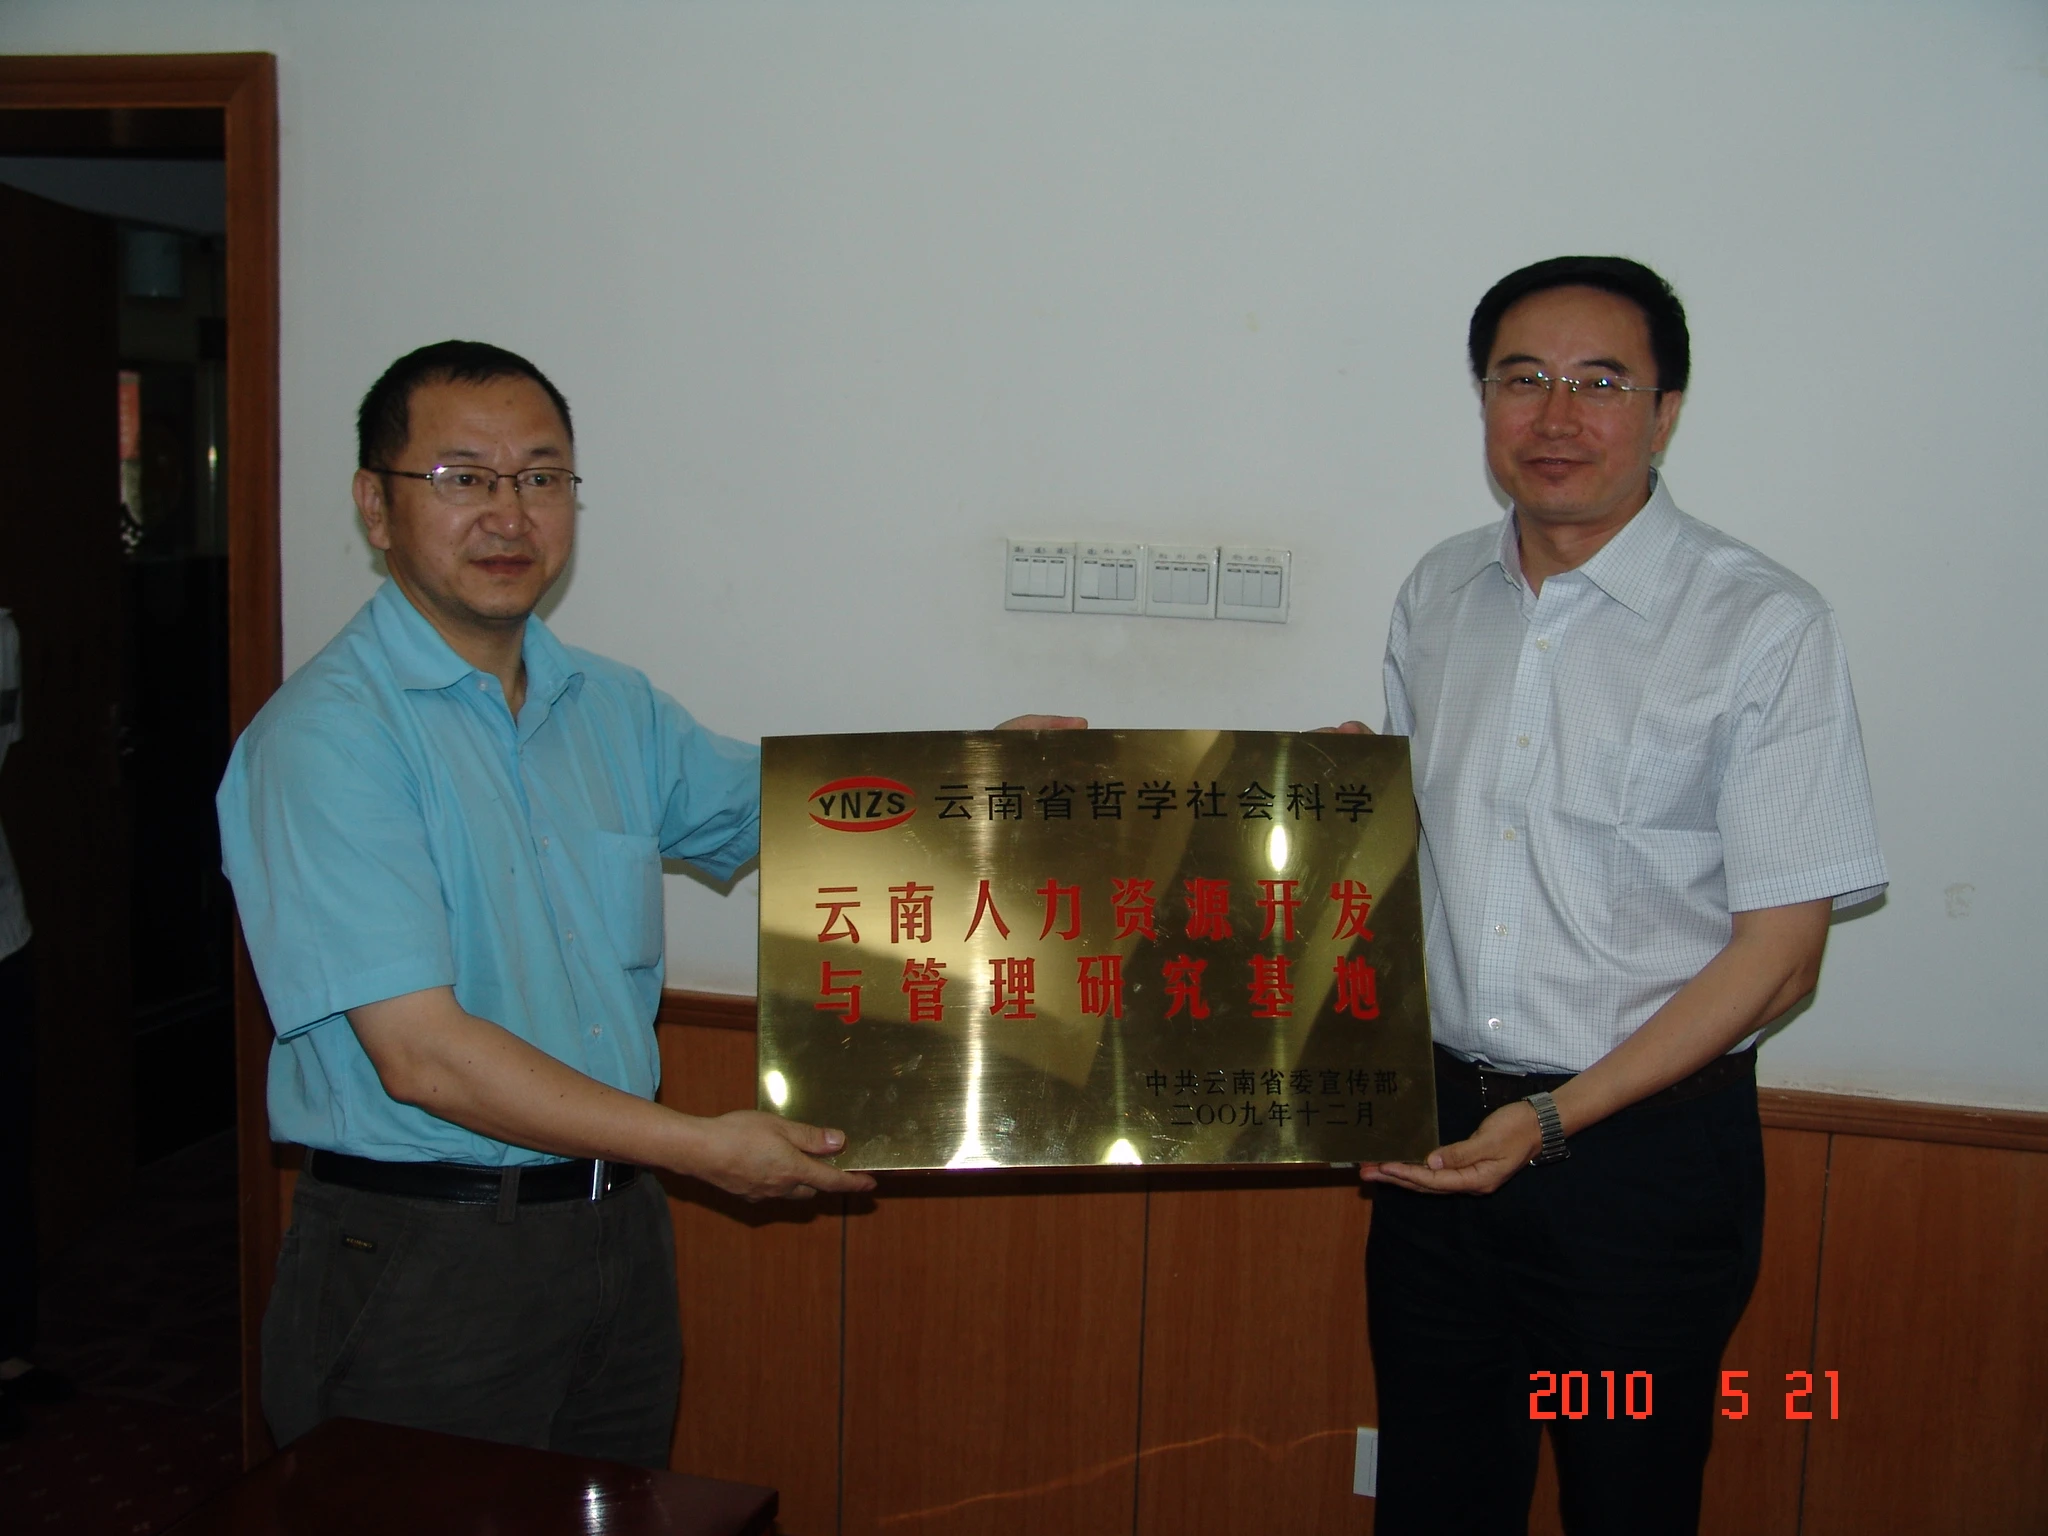 YNZS 云南省哲学社会科学
云南人力资源开发
与管理研究基地
中共云南省委宣传部
二〇〇九年十二月
2010 5 21